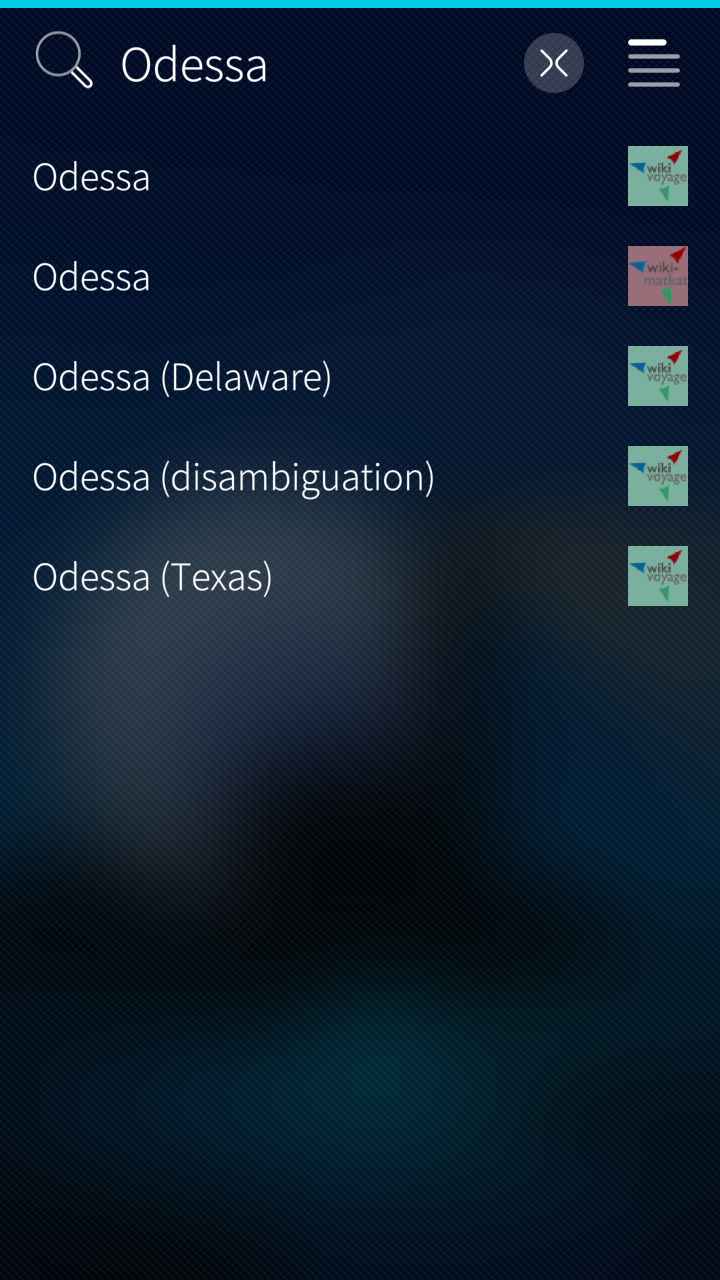 Odessa
Odessa
wiki
voyage
Odessa
wiki-
matkat
Odessa (Delaware)
wiki
voyage
Odessa (disambiguation)
wiki
voyage
Odessa (Texas)
wiki
voyage